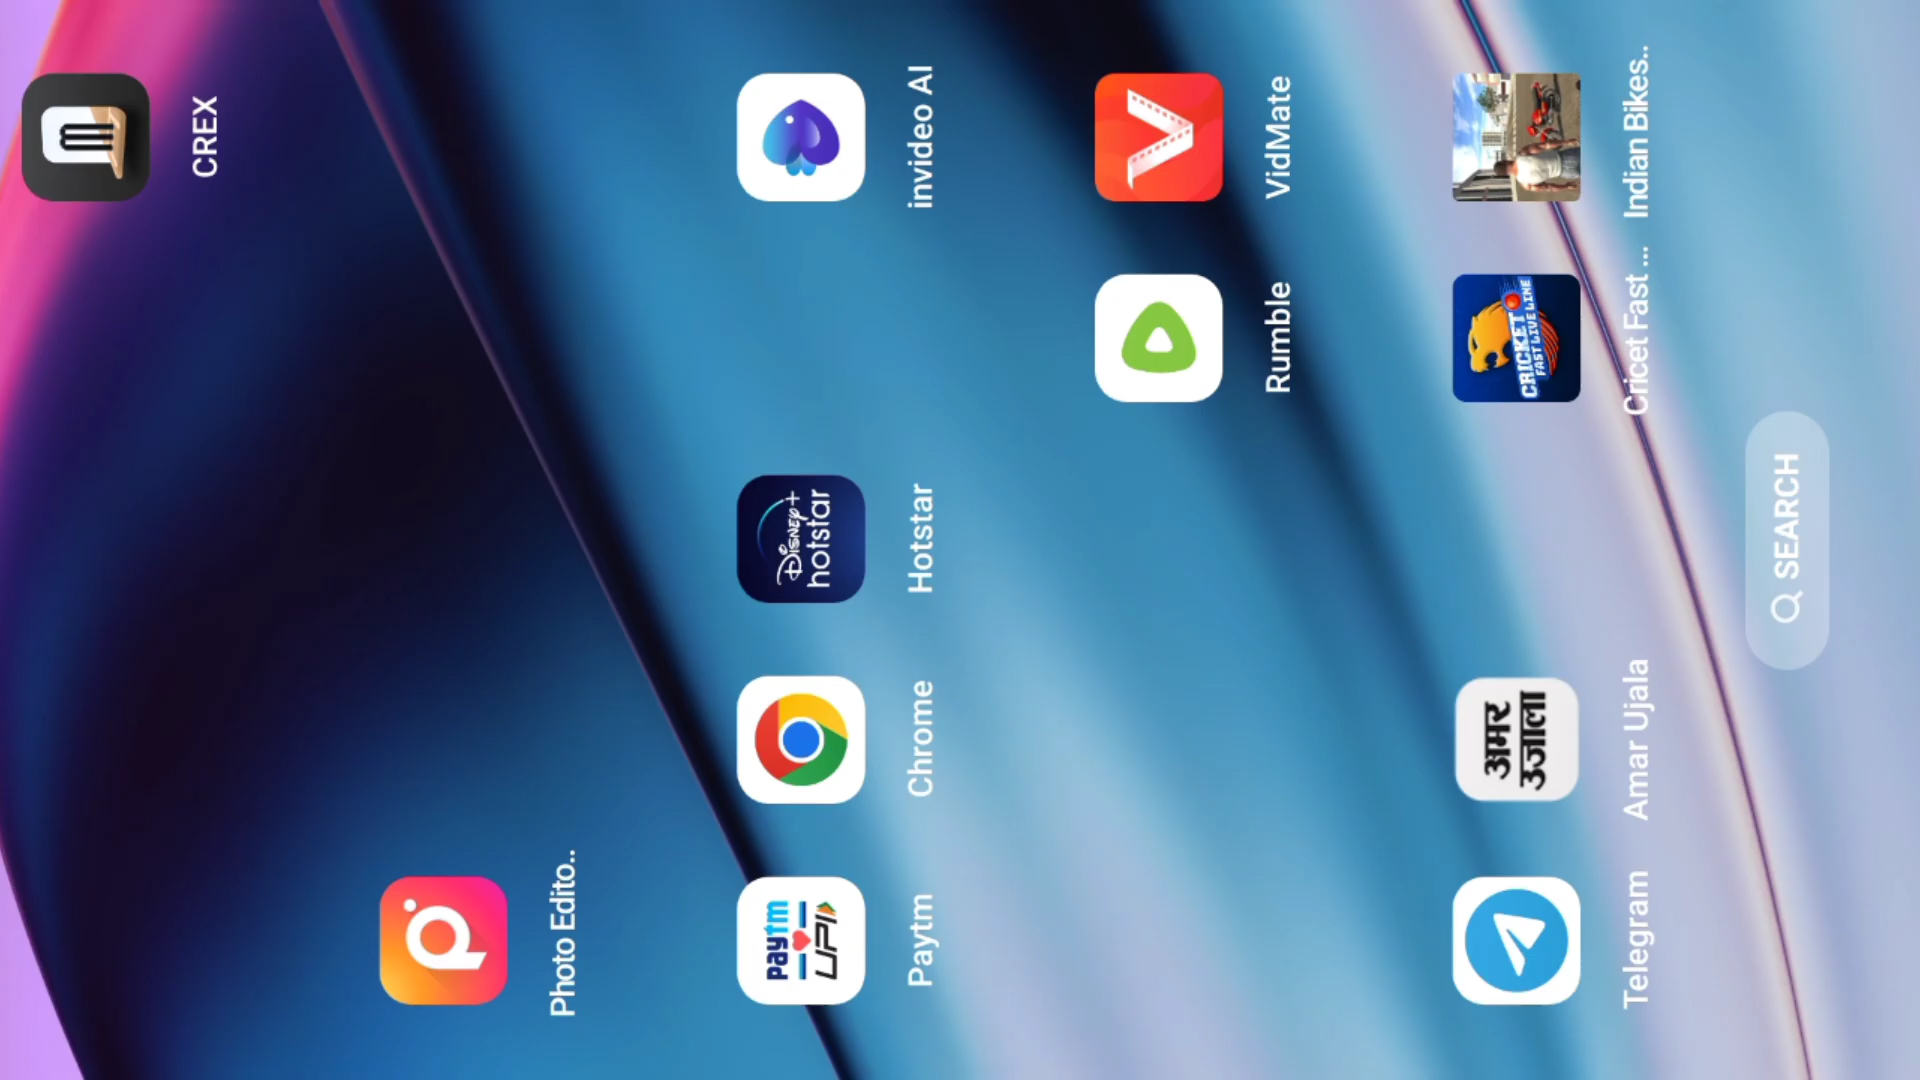 CREX
Photo Edito..
paytm
UPI
Disney+
hotstar
Paytm
Chrome
Hotstar
invideo AI
Rumble
VidMate
अमर
उजाला
CRICKET
FAST LIVE LINE
Telegram
Amar Ujala
Cricet Fast ...
Indian Bikes..
SEARCH